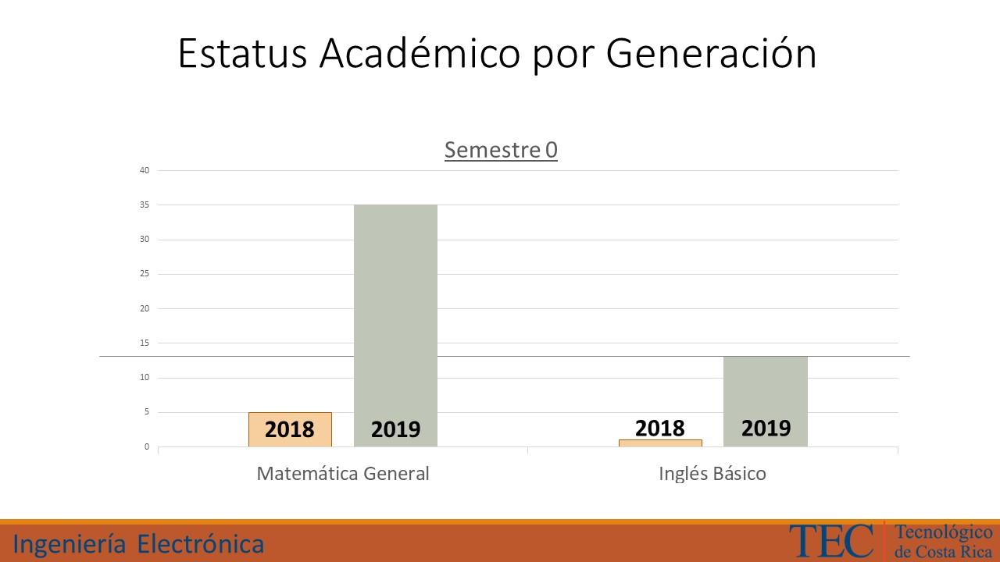 Estatus Académico por Generación
Semestre 0
40
35
30
25
20
15
10
5
0
2018
2019
2018
2019
Matemática General
Inglés Básico
Ingeniería Electrónica
TEC
Tecnológico
de Costa Rica